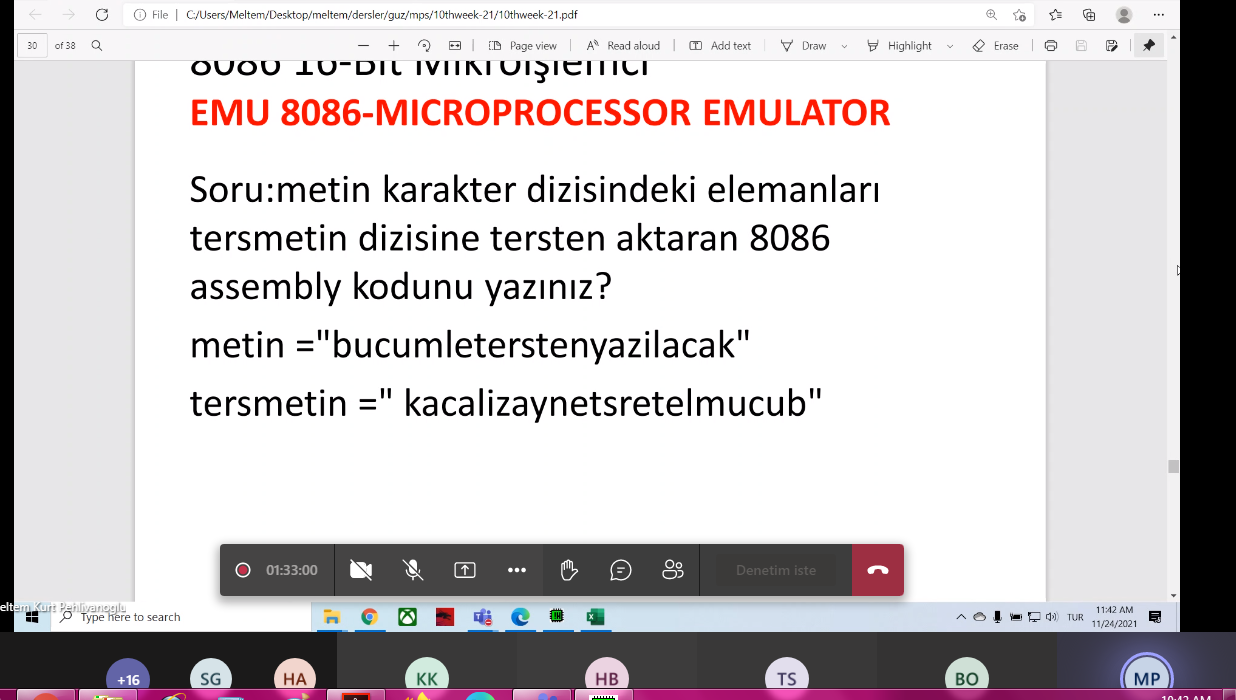 File
C:/Users/Meltem/Desktop/meltem/dersler/guz/mps/10thweek-21/10thweek-21.pdf
30 of 38
Page view
Read aloud
Add text
Draw
Highlight
Erase
8086 16-Bit Mikroişlemci
EMU 8086-MICROPROCESSOR EMULATOR
Soru:metin karakter dizisindeki elemanları
tersmetin dizisine tersten aktaran 8086
assembly kodunu yazınız?
metin ="bucumleterstenyazilacak"
tersmetin =" kacalizaynetsretelmucub"
01:33:00
Denetim iste
eltem Kurt Pehlivanoglu
Type here to search
TUR
11:42 AM
11/24/2021
+16
SG
HA
KK
HB
TS
BO
MP
10:42 AM